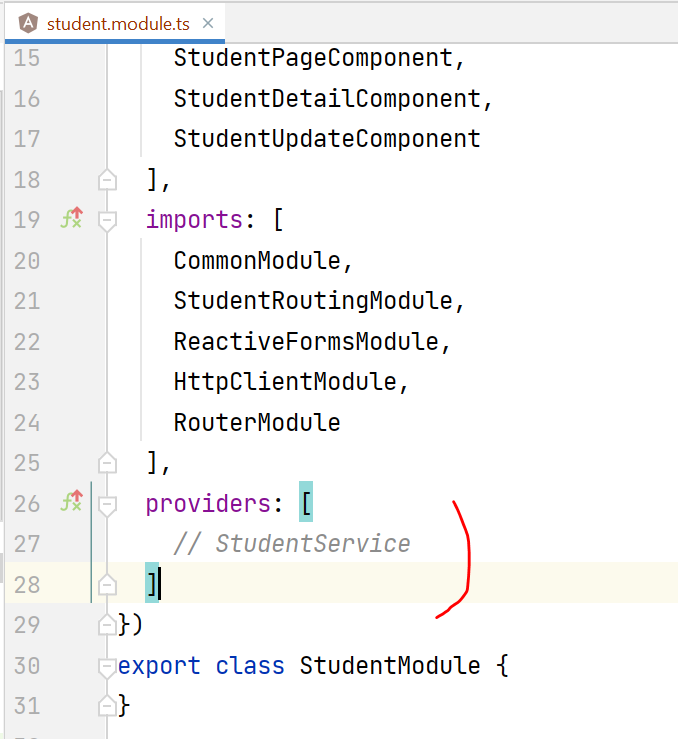 student.module.ts
15 StudentPageComponent,
16 StudentDetailComponent,
17 StudentUpdateComponent
18 ],
19 imports: [
20 CommonModule,
21 StudentRoutingModule,
22 ReactiveFormsModule,
23 HttpClientModule,
24 RouterModule
25 ],
26 providers: [
27 // StudentService
28 ]
29 })
30 export class StudentModule {
31 }